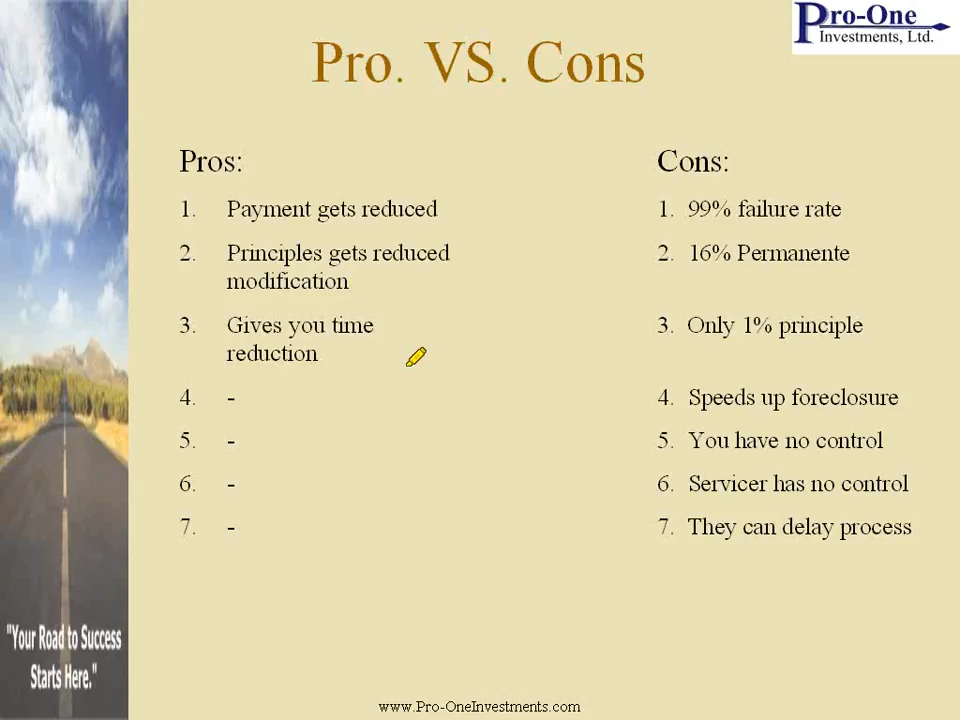 Pro-One
Investments, Ltd.
Pro. VS. Cons
Pros:
1. Payment gets reduced
2. Principles gets reduced
modification
3. Gives you time
reduction
4. -
5. -
6. -
7. -
Cons:
1. 99% failure rate
2. 16% Permanente
3. Only 1% principle
4. Speeds up foreclosure
5. You have no control
6. Servicer has no control
7. They can delay process
"Your Road to Success
Starts Here."
www.Pro-OneInvestments.com